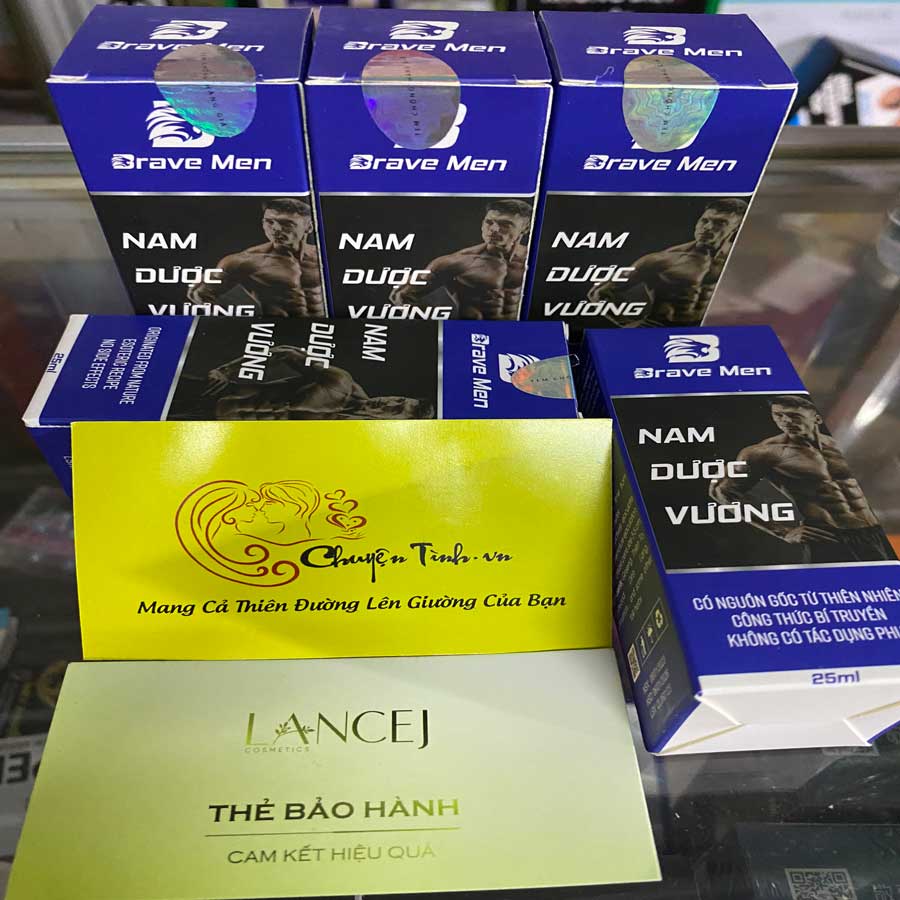 Brave Men
Brave Men
NAM
DƯỢC
VƯƠNG
Brave Men
Brave Men
NAM
DƯỢC
VƯƠNG
Brave Men
Brave Men
NAM
DƯỢC
VƯƠNG
TEM CHỐNG
ORIGINATED FROM NATURE
ESOTERIC RECIPE
NO SIDE EFFECTS
25ml
NAM
DƯỢC
VƯƠNG
Brave Men
TEM CHỐ
Brave Men
NAM
DƯỢC
VƯƠNG
CÓ NGUỒN GỐC TỪ THIÊN NHIÊN
CÔNG THỨC BÍ TRUYỀN
KHÔNG CÓ TÁC DỤNG PHỤ
25ml
Chuyện Tình.vn
Mang Cả Thiên Đường Lên Giường Của Bạn
LANCEJ
COSMETICS
THẺ BẢO HÀNH
CAM KẾT HIỆU QUẢ